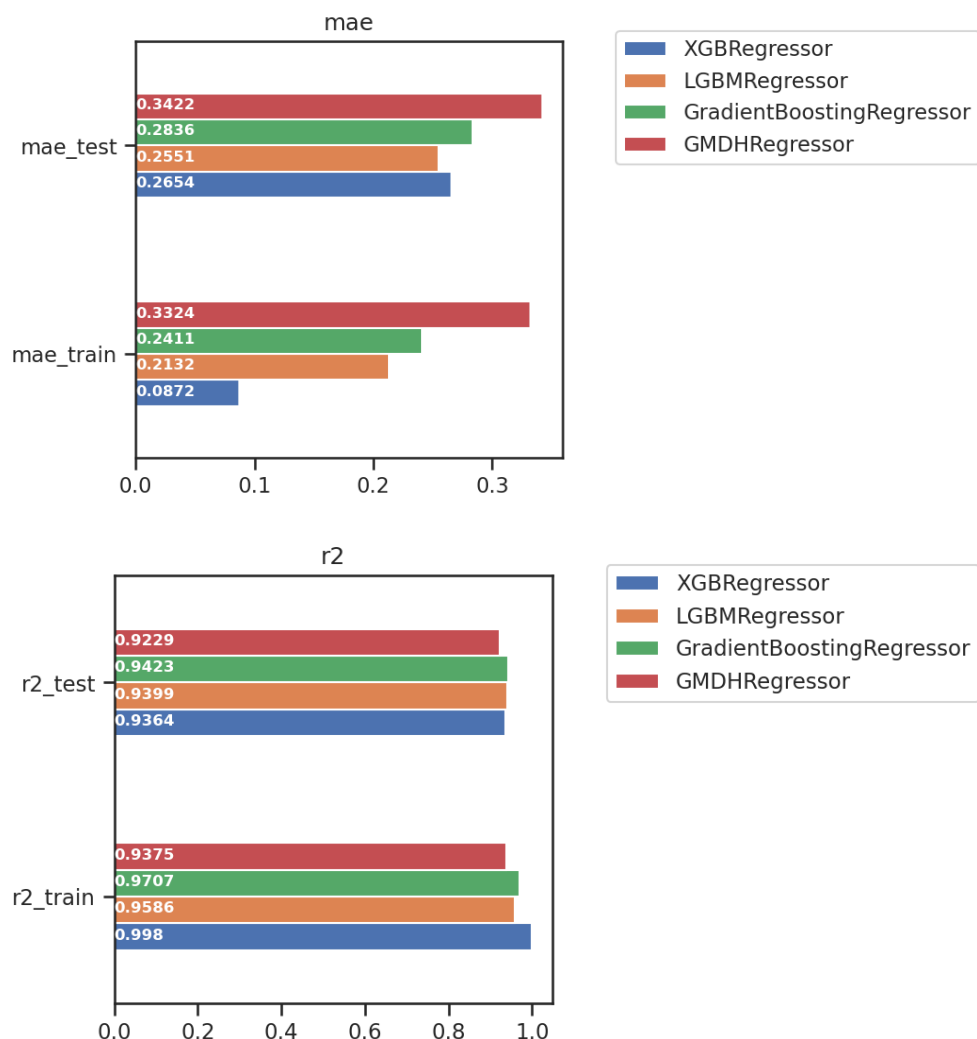 mae
XGBRegressor
LGBMRegressor
GradientBoostingRegressor
GMDHRegressor
mae_test
0.3422
0.2836
0.2551
0.2654
mae_train
0.3324
0.2411
0.2132
0.0872
0.0 0.1 0.2 0.3
r2
XGBRegressor
LGBMRegressor
GradientBoostingRegressor
GMDHRegressor
r2_test
0.9229
0.9423
0.9399
0.9364
r2_train
0.9375
0.9707
0.9586
0.998
0.0 0.2 0.4 0.6 0.8 1.0